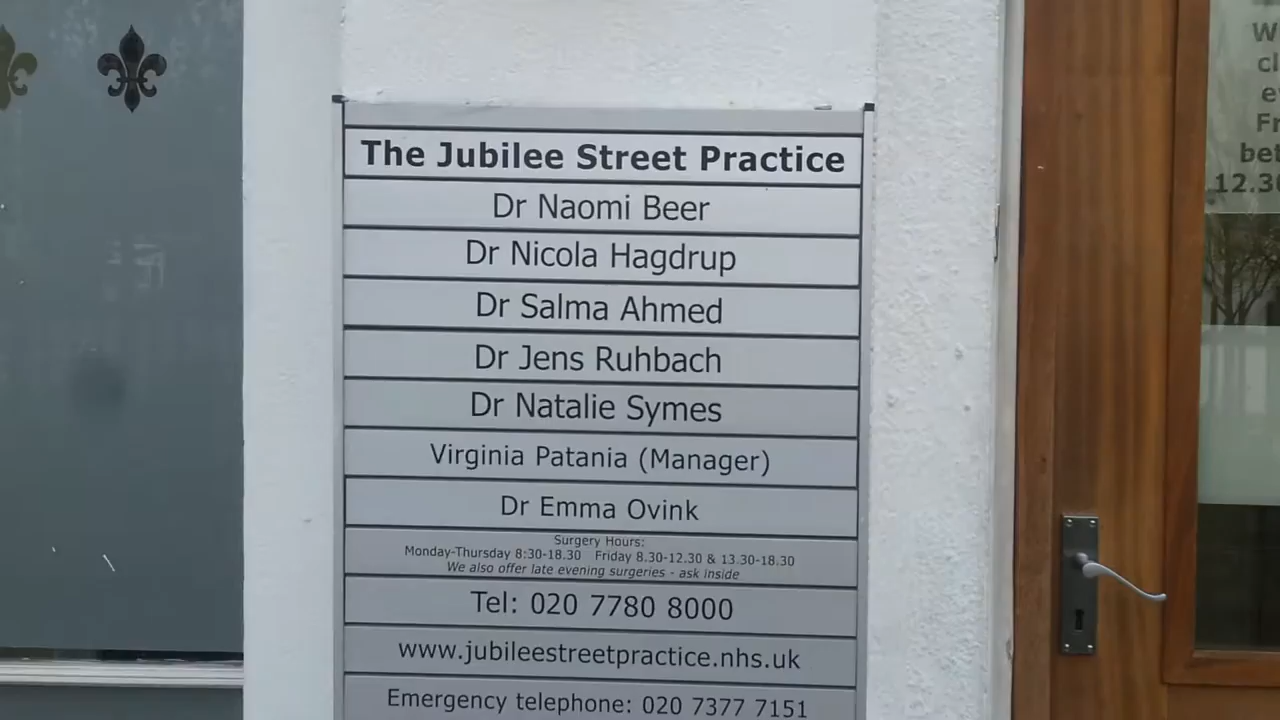 The Jubilee Street Practice
Dr Naomi Beer
Dr Nicola Hagdrup
Dr Salma Ahmed
Dr Jens Ruhbach
Dr Natalie Symes
Virginia Patania (Manager)
Dr Emma Ovink
Surgery Hours:
Monday-Thursday 8:30-18.30 Friday 8.30-12.30 & 13.30-18.30
We also offer late evening surgeries - ask inside
Tel: 020 7780 8000
www.jubileestreetpractice.nhs.uk
Emergency telephone: 020 7377 7151